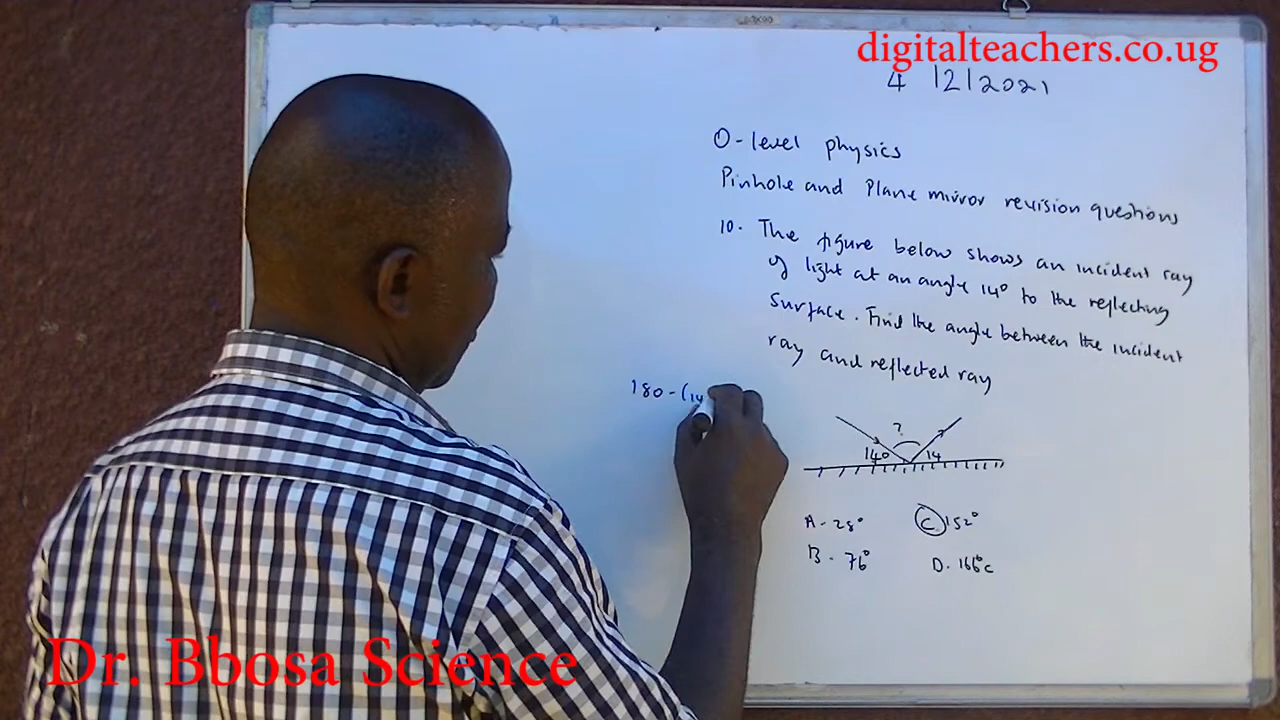 digitalteachers.co.ug
4 12 | 2021
O-level physics
Pinhole and Plane mirror revision questions
10. The figure below shows an incident ray
of light at an angle 14° to the reflecting
Surface. Find the angle between the incident
ray and reflected ray
180-(14
?
14° 14
A - 28° C 152°
B - 76° D. 166°c
Dr. Bbosa Science